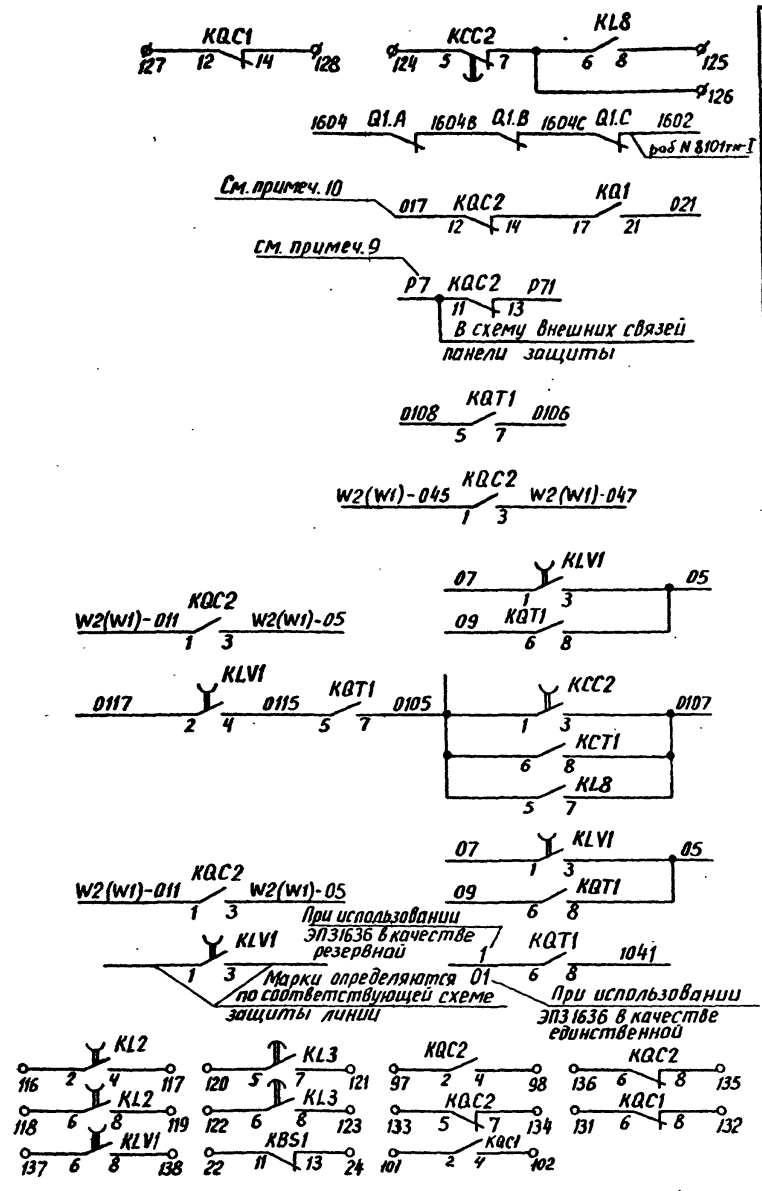 KQC1 KCC2 KL8
127 12 14 128 124 5 7 6 8 125
126
1604 Q1.A 1604B Q1.B 1604C Q1.C 1602
См. примеч. 10
017 KQC2 KQ1 021
12 14 17 21
См. примеч. 9
P7 KQC2 P71
11 13
В схему внешних связей
панели защиты
KQT1
0108 0106
5 7
KQC2
W2(W1)-045 W2(W1)-047
1 3
KLV1
07 05
1 3
KQC2
W2(W1)-011 W2(W1)-05
1 3
09 KQT1
6 8
KLV1 KQT1 KCC2
0117 0115 0105 0107
2 4 5 7 1 3
KCT1
6 8
KL8
5 7
07 KLV1 05
1 3
KQC2
W2(W1)-011 W2(W1)-05
1 3
09 KQT1
6 8
При использовании
ЭПЗ1636 в качестве
резервной
KLV1
1 3
1 KQT1 1041
01 6 8
Марки определяются
по соответствующей схеме
защиты линии
При использовании
ЭПЗ1636 в качестве
единственной
KL2 KL3 KQC2 KQC2
116 2 4 117 120 5 7 121 97 2 4 98 136 6 8 135
KL2 KL3 KQC2 KQC1
118 6 8 119 122 6 8 123 133 5 7 134 131 6 8 132
KLV1 KBS1 KQC1
137 6 8 138 22 11 13 24 101 2 4 102